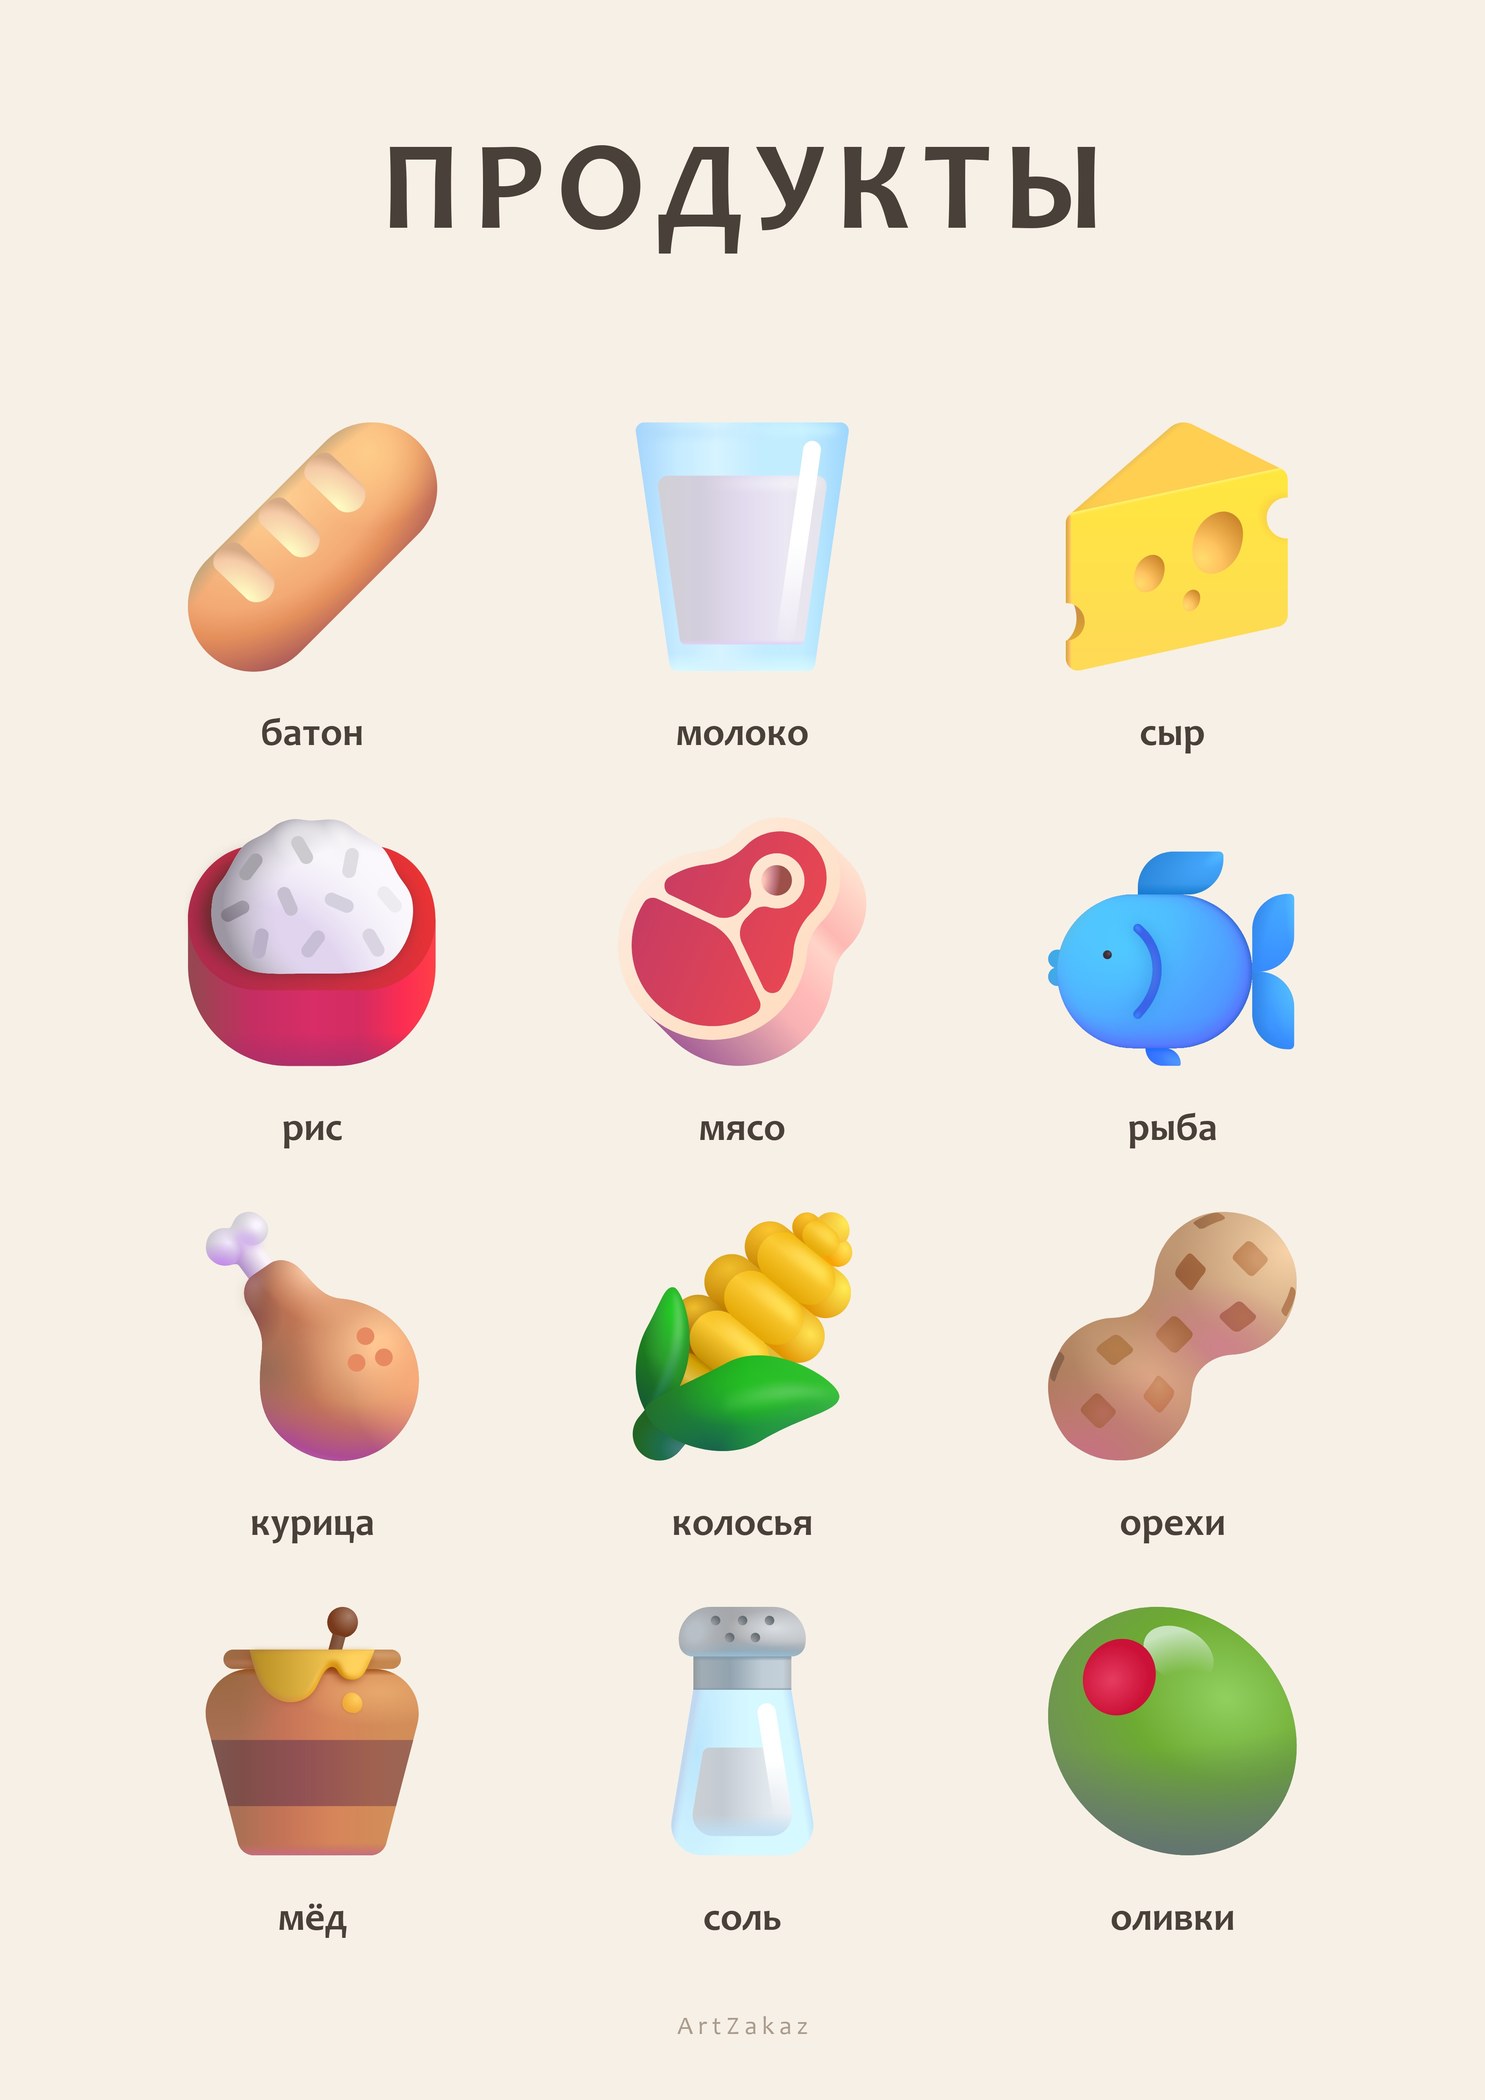 ПРОДУКТЫ
батон молоко сыр
рис мясо рыба
курица колосья орехи
мёд соль оливки
ArtZakaz